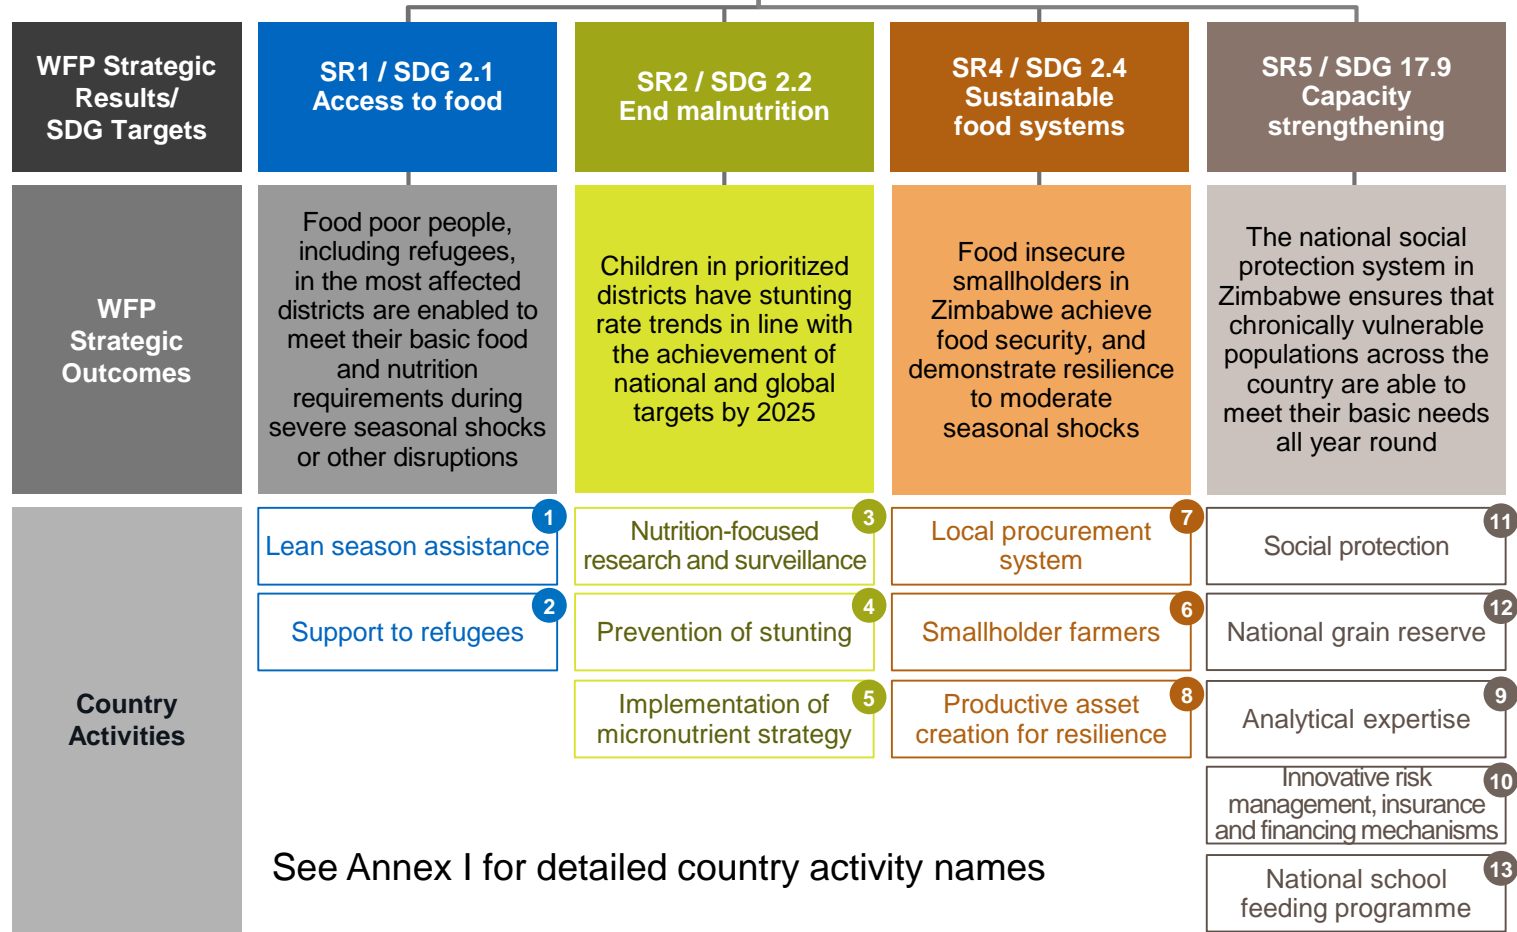 WFP Strategic
Results/
SDG Targets
SR1 / SDG 2.1
Access to food
SR2 / SDG 2.2
End malnutrition
SR4 / SDG 2.4
Sustainable
food systems
SR5 / SDG 17.9
Capacity
strengthening
WFP
Strategic
Outcomes
Food poor people,
including refugees,
in the most affected
districts are enabled to
meet their basic food
and nutrition
requirements during
severe seasonal shocks
or other disruptions
Children in prioritized
districts have stunting
rate trends in line with
the achievement of
national and global
targets by 2025
Food insecure
smallholders in
Zimbabwe achieve
food security, and
demonstrate resilience
to moderate
seasonal shocks
The national social
protection system in
Zimbabwe ensures that
chronically vulnerable
populations across the
country are able to
meet their basic needs
all year round
Country
Activities
1
Lean season assistance
2
Support to refugees
3
Nutrition-focused
research and surveillance
4
Prevention of stunting
5
Implementation of
micronutrient strategy
7
Local procurement
system
6
Smallholder farmers
8
Productive asset
creation for resilience
11
Social protection
12
National grain reserve
9
Analytical expertise
10
Innovative risk
management, insurance
and financing mechanisms
13
National school
feeding programme
See Annex I for detailed country activity names